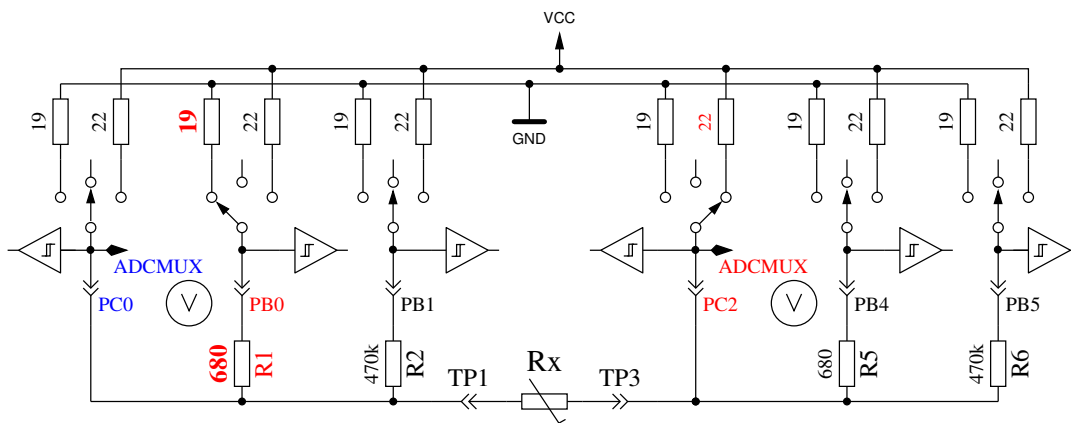 VCC
19
22
19
22
19
22
GND
19
22
19
22
19
22
ADCMUX
ADCMUX
PC0
V
PB0
PB1
PC2
V
PB4
PB5
680
R1
470k
R2
TP1
Rx
TP3
680
R5
470k
R6